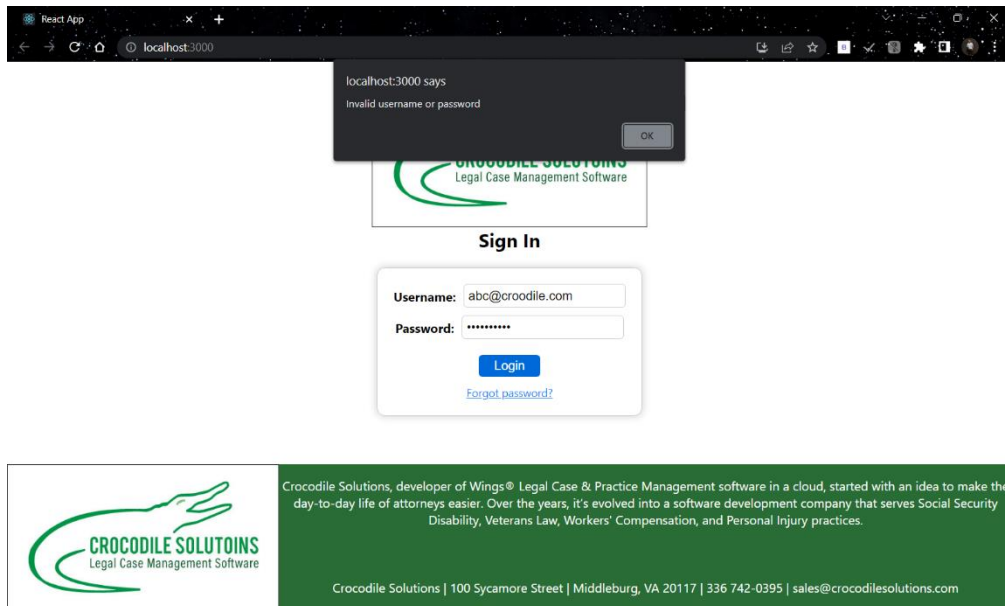 React App
localhost:3000
localhost:3000 says
Invalid username or password
OK
CROCODILE SOLUTOINS
Legal Case Management Software
Sign In
Username: abc@croodile.com
Password: ••••••••••
Login
Forgot password?
CROCODILE SOLUTOINS
Legal Case Management Software
Crocodile Solutions, developer of Wings® Legal Case & Practice Management software in a cloud, started with an idea to make the
day-to-day life of attorneys easier. Over the years, it's evolved into a software development company that serves Social Security
Disability, Veterans Law, Workers' Compensation, and Personal Injury practices.
Crocodile Solutions | 100 Sycamore Street | Middleburg, VA 20117 | 336 742-0395 | sales@crocodilesolutions.com